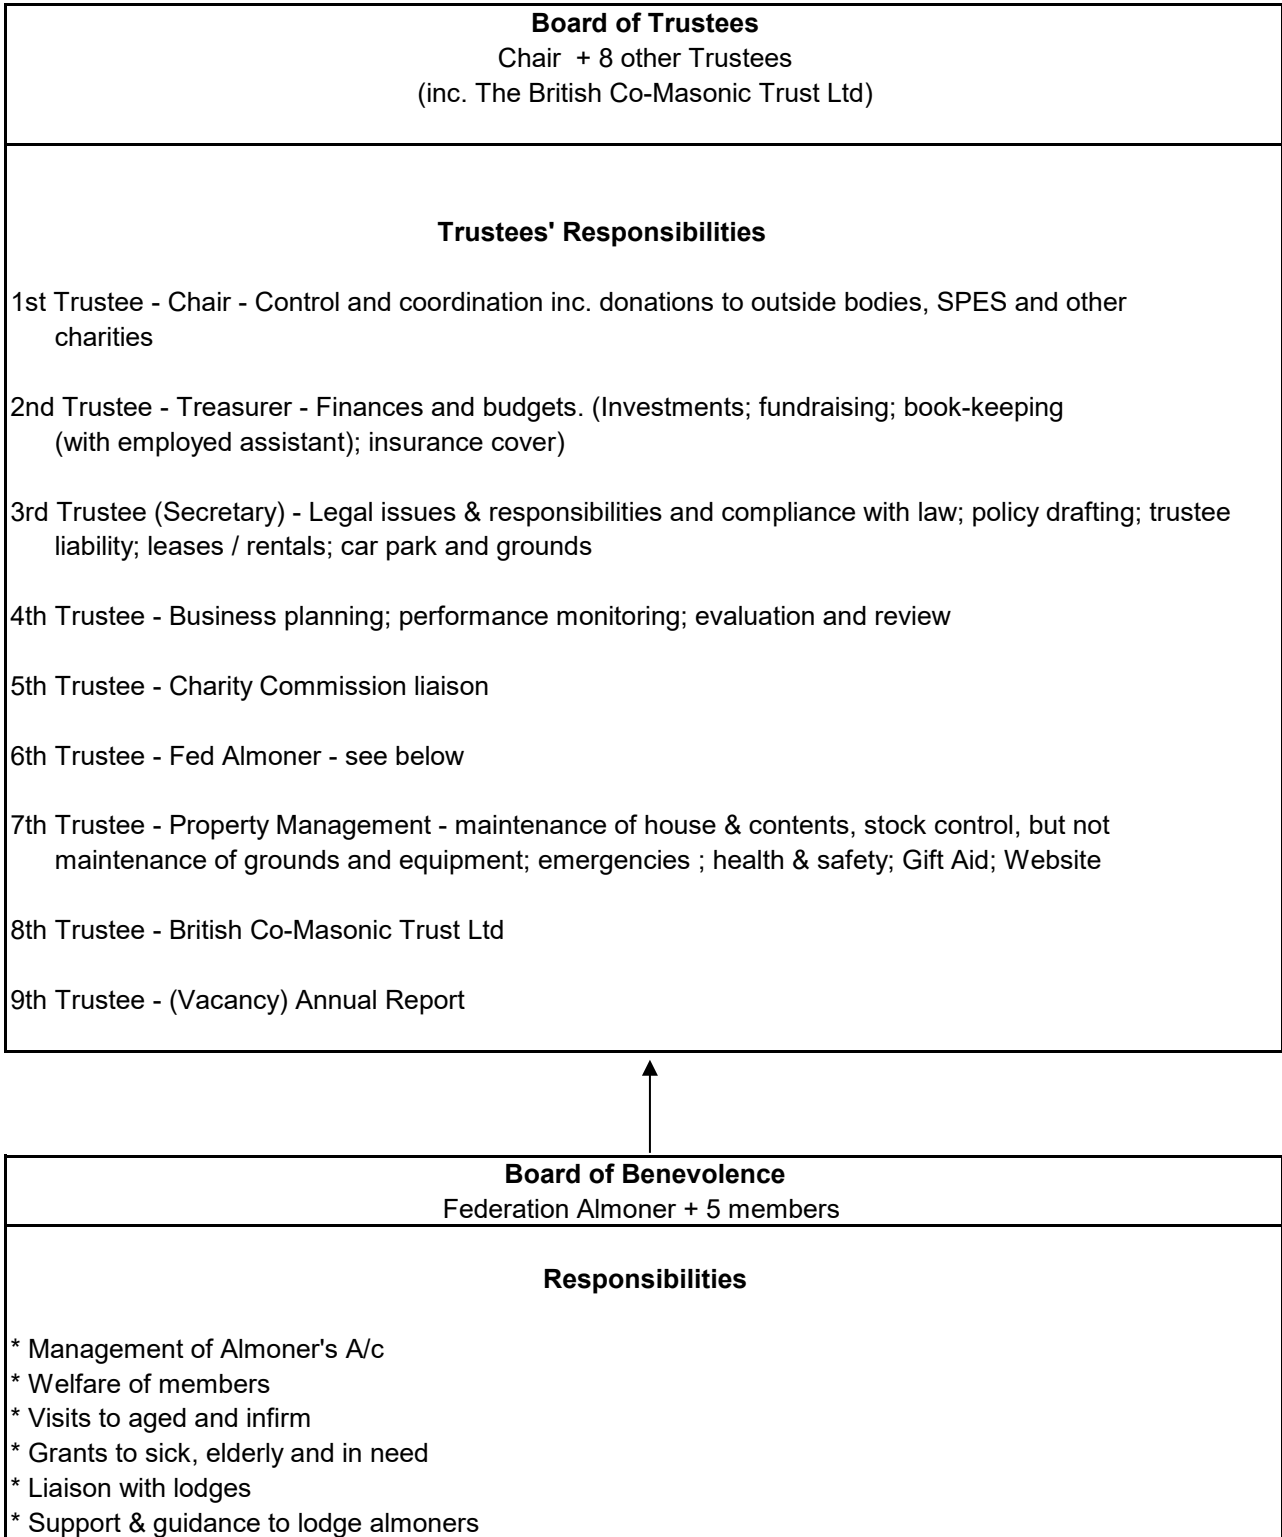 Board of Trustees
Chair + 8 other Trustees
(inc. The British Co-Masonic Trust Ltd)
Trustees' Responsibilities
1st Trustee - Chair - Control and coordination inc. donations to outside bodies, SPES and other
charities
2nd Trustee - Treasurer - Finances and budgets. (Investments; fundraising; book-keeping
(with employed assistant); insurance cover)
3rd Trustee (Secretary) - Legal issues & responsibilities and compliance with law; policy drafting; trustee
liability; leases / rentals; car park and grounds
4th Trustee - Business planning; performance monitoring; evaluation and review
5th Trustee - Charity Commission liaison
6th Trustee - Fed Almoner - see below
7th Trustee - Property Management - maintenance of house & contents, stock control, but not
maintenance of grounds and equipment; emergencies ; health & safety; Gift Aid; Website
8th Trustee - British Co-Masonic Trust Ltd
9th Trustee - (Vacancy) Annual Report
Board of Benevolence
Federation Almoner + 5 members
Responsibilities
* Management of Almoner's A/c
* Welfare of members
* Visits to aged and infirm
* Grants to sick, elderly and in need
* Liaison with lodges
* Support & guidance to lodge almoners